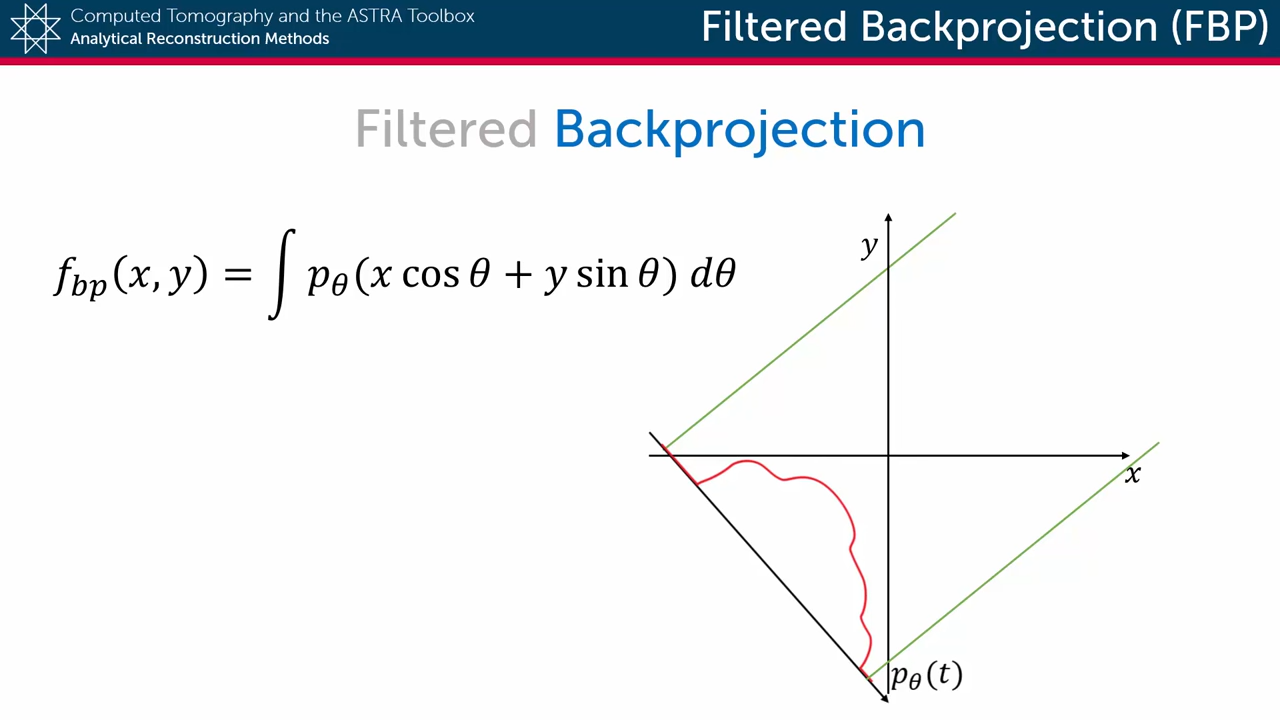 Computed Tomography and the ASTRA Toolbox
Analytical Reconstruction Methods
Filtered Backprojection (FBP)
Filtered Backprojection
f_{bp}(x, y) = ∫ p_θ(x cos θ + y sin θ) dθ
y
x
p_θ(t)